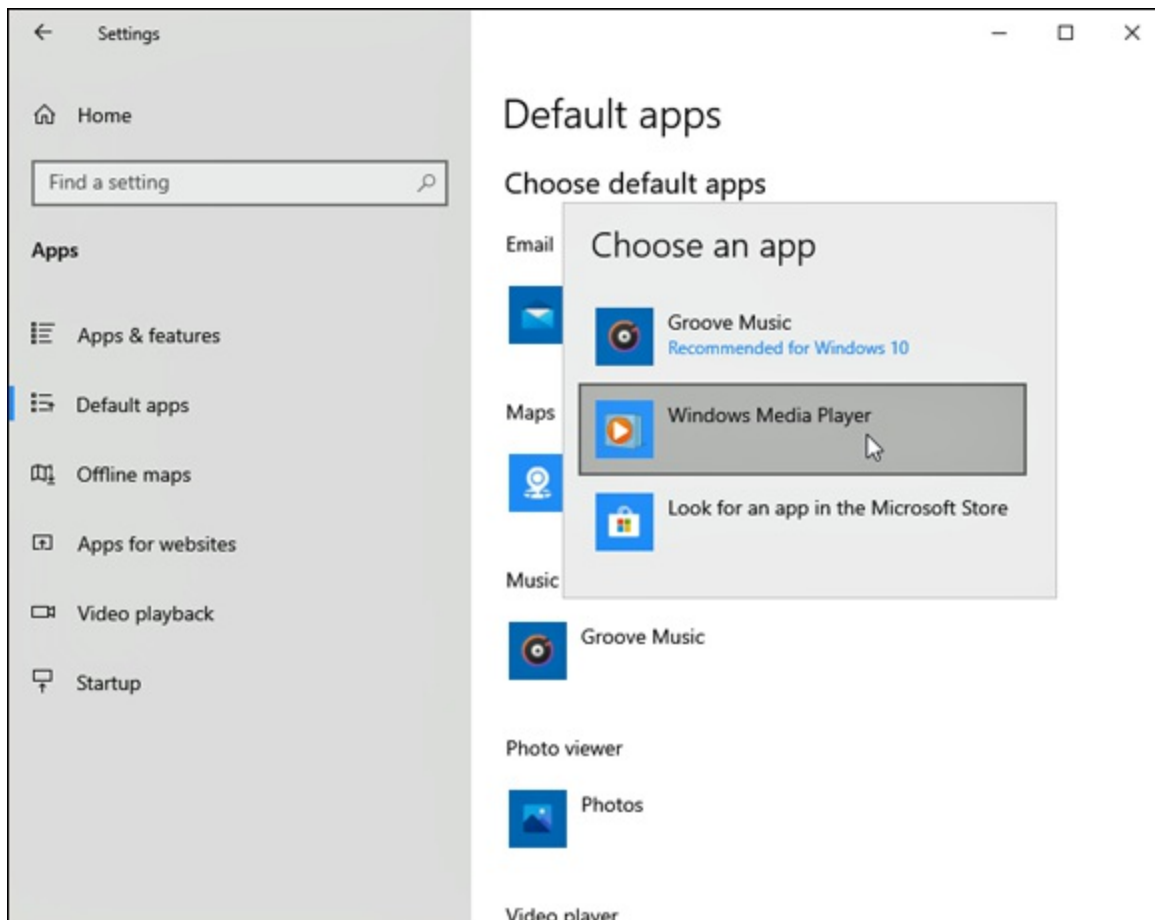 Settings
Home
Find a setting
Apps
Apps & features
Default apps
Offline maps
Apps for websites
Video playback
Startup
Default apps
Choose default apps
Email
Choose an app
Groove Music
Recommended for Windows 10
Windows Media Player
Look for an app in the Microsoft Store
Maps
Music
Groove Music
Photo viewer
Photos
Video player